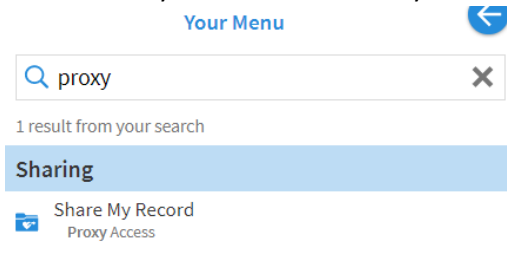 Your Menu
proxy
1 result from your search
Sharing
Share My Record
Proxy Access